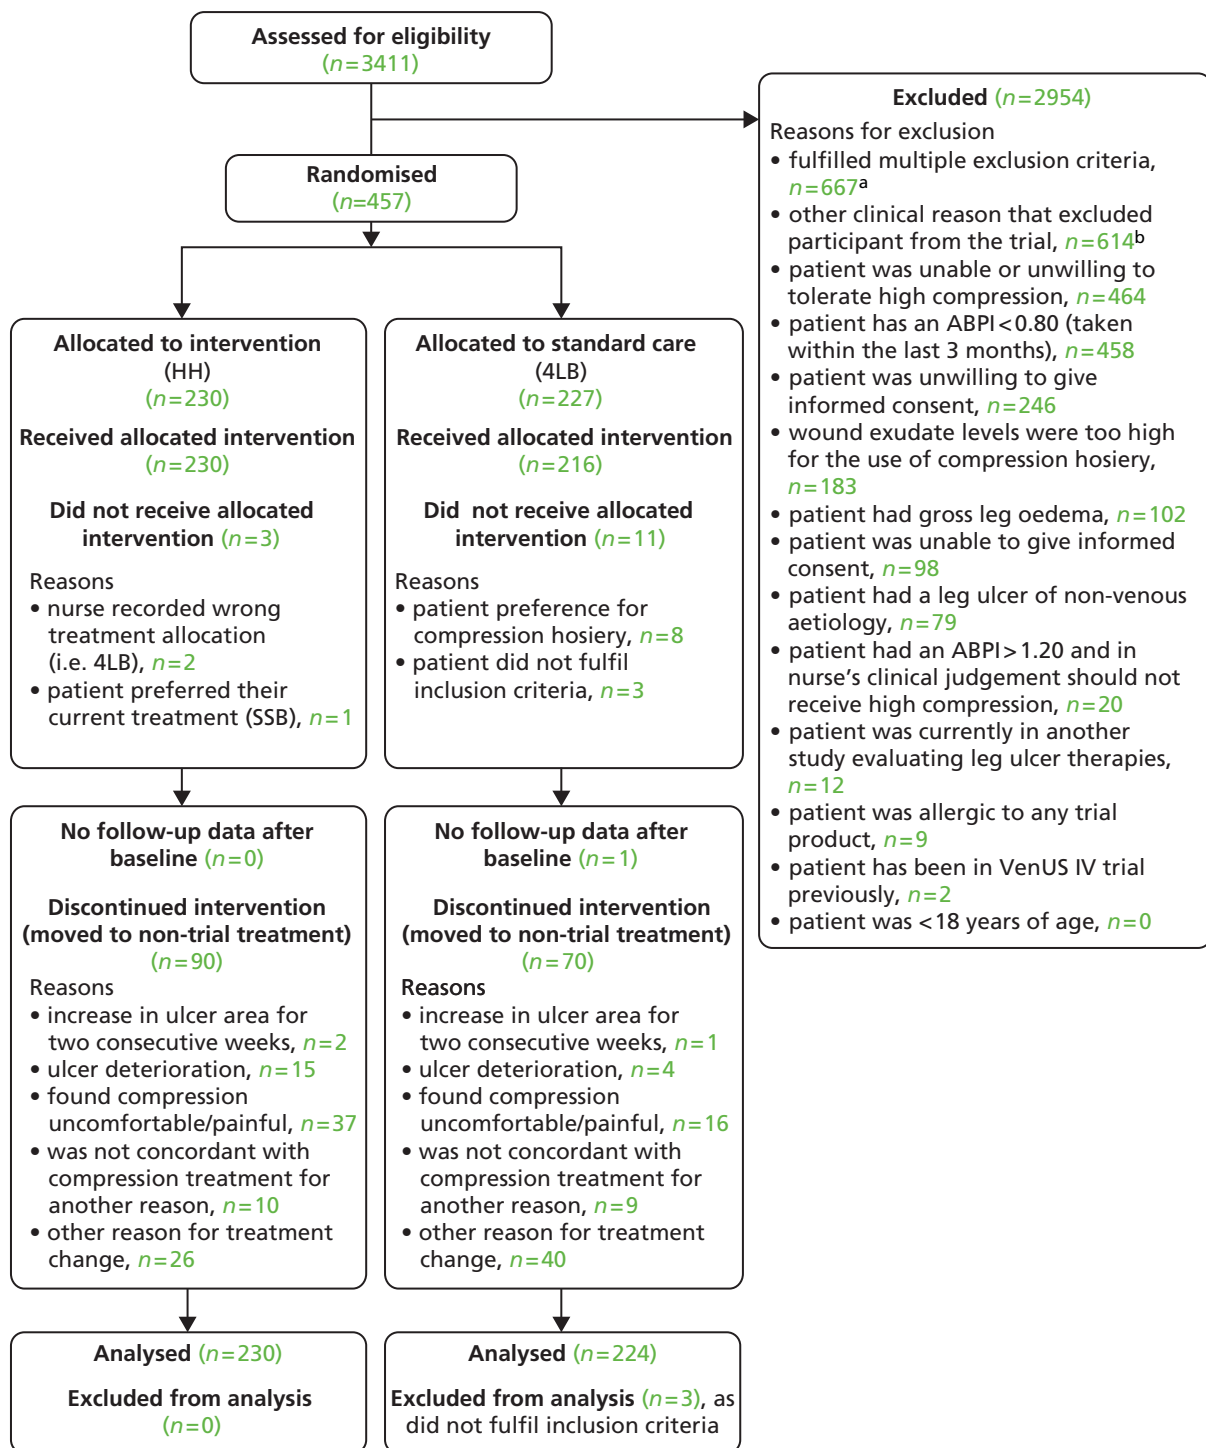 Assessed for eligibility
(n=3411)
Randomised
(n=457)
Excluded (n=2954)
Reasons for exclusion
• fulfilled multiple exclusion criteria,
n=667a
• other clinical reason that excluded
participant from the trial, n=614b
• patient was unable or unwilling to
tolerate high compression, n=464
• patient has an ABPI<0.80 (taken
within the last 3 months), n=458
• patient was unwilling to give
informed consent, n=246
• wound exudate levels were too high
for the use of compression hosiery,
n=183
• patient had gross leg oedema, n=102
• patient was unable to give informed
consent, n=98
• patient had a leg ulcer of non-venous
aetiology, n=79
• patient had an ABPI>1.20 and in
nurse's clinical judgement should not
receive high compression, n=20
• patient was currently in another
study evaluating leg ulcer therapies,
n=12
• patient was allergic to any trial
product, n=9
• patient has been in VenUS IV trial
previously, n=2
• patient was <18 years of age, n=0
Allocated to intervention
(HH)
(n=230)
Received allocated intervention
(n=230)
Did not receive allocated
intervention (n=3)
Reasons
• nurse recorded wrong
treatment allocation
(i.e. 4LB), n=2
• patient preferred their
current treatment (SSB), n=1
Allocated to standard care
(4LB)
(n=227)
Received allocated intervention
(n=216)
Did not receive allocated
intervention (n=11)
Reasons
• patient preference for
compression hosiery, n=8
• patient did not fulfil
inclusion criteria, n=3
No follow-up data after
baseline (n=0)
Discontinued intervention
(moved to non-trial treatment)
(n=90)
Reasons
• increase in ulcer area for
two consecutive weeks, n=2
• ulcer deterioration, n=15
• found compression
uncomfortable/painful, n=37
• was not concordant with
compression treatment for
another reason, n=10
• other reason for treatment
change, n=26
No follow-up data after
baseline (n=1)
Discontinued intervention
(moved to non-trial treatment)
(n=70)
Reasons
• increase in ulcer area for
two consecutive weeks, n=1
• ulcer deterioration, n=4
• found compression
uncomfortable/painful, n=16
• was not concordant with
compression treatment for
another reason, n=9
• other reason for treatment
change, n=40
Analysed (n=230)
Excluded from analysis
(n=0)
Analysed (n=224)
Excluded from analysis (n=3), as
did not fulfil inclusion criteria